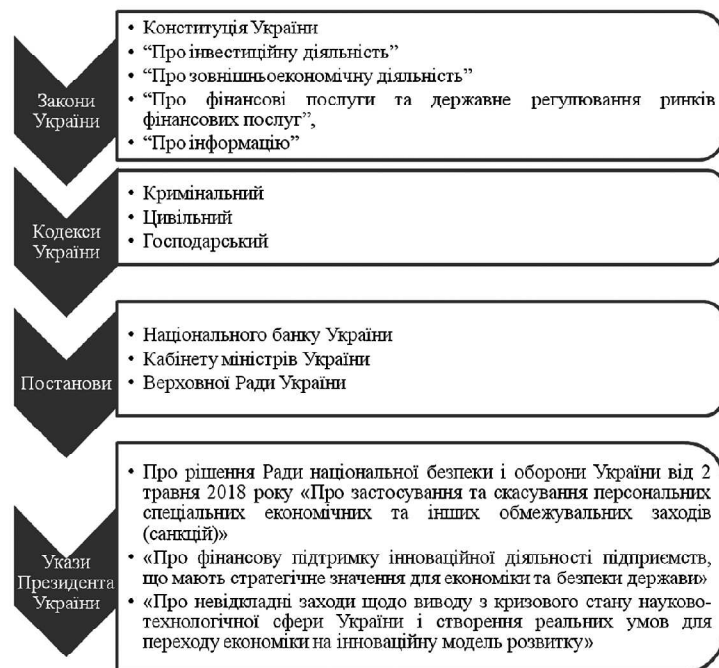 Закони
України
• Конституція України
• “Про інвестиційну діяльність”
• “Про зовнішньоекономічну діяльність”
• “Про фінансові послуги та державне регулювання ринків
фінансових послуг”,
• “Про інформацію”
Кодекси
України
• Кримінальний
• Цивільний
• Господарський
Постанови
• Національного банку України
• Кабінету міністрів України
• Верховної Ради України
Укази
Президента
України
• Про рішення Ради національної безпеки і оборони України від 2
травня 2018 року «Про застосування та скасування персональних
спеціальних економічних та інших обмежувальних заходів
(санкцій)»
• «Про фінансову підтримку інноваційної діяльності підприємств,
що мають стратегічне значення для економіки та безпеки держави»
• «Про невідкладні заходи щодо виводу з кризового стану науково-
технологічної сфери України і створення реальних умов для
переходу економіки на інноваційну модель розвитку»